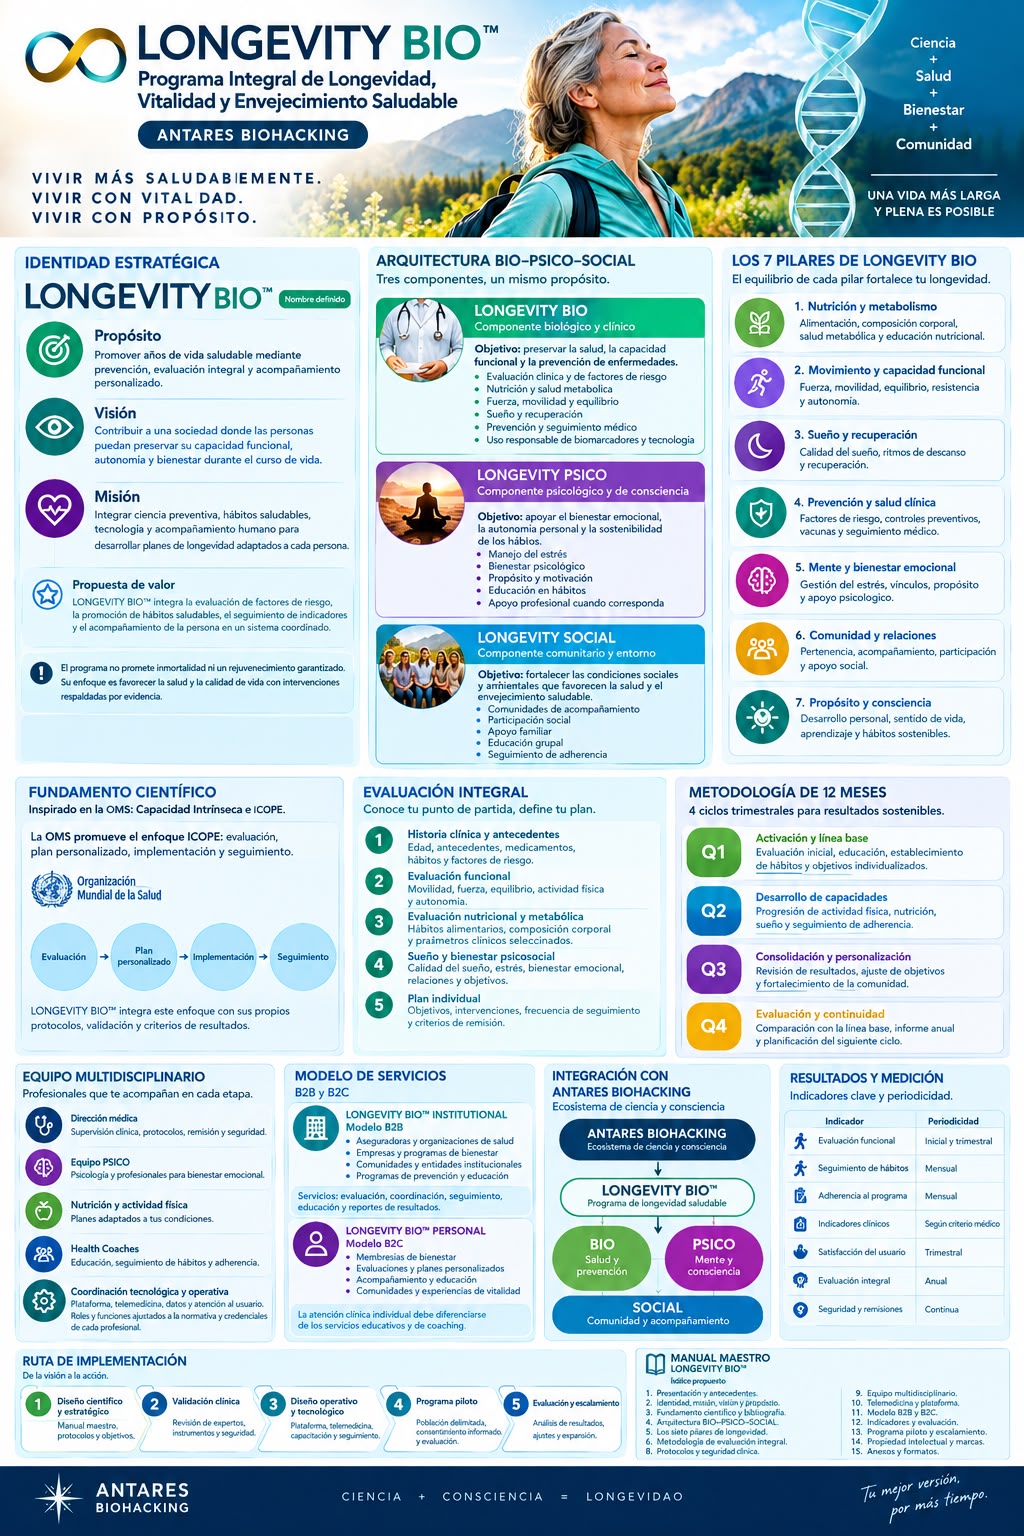 LONGEVITY BIO™
Programa Integral de Longevidad,
Vitalidad y Envejecimiento Saludable
ANTARES BIOHACKING
VIVIR MÁS SALUDABIEMENTE.
VIVIR CON VITAL DAD.
VIVIR CON PROPÓSITO.
Ciencia
+
Salud
+
Bienestar
+
Comunidad
UNA VIDA MÁS LARGA
Y PLENA ES POSIBLE
IDENTIDAD ESTRATÉGICA
LONGEVITY BIO™ Nombre definido
Propósito
Promover años de vida saludable mediante
prevención, evaluación integral y acompañamiento
personalizado.
Visión
Contribuir a una sociedad donde las personas
puedan preservar su capacidad funcional,
autonomía y bienestar durante el curso de vida.
Misión
Integrar ciencia preventiva, hábitos saludables,
tecnología y acompañamiento humano para
desarrollar planes de longevidad adaptados a cada persona.
Propuesta de valor
LONGEVITY BIO™ integra la evaluación de factores de riesgo,
la promoción de hábitos saludables, el seguimiento de indicadores
y el acompañamiento de la persona en un sistema coordinado.
El programa no promete inmortalidad ni un rejuvenecimiento garantizado.
Su enfoque es favorecer la salud y la calidad de vida con intervenciones
respaldadas por evidencia.
ARQUITECTURA BIO–PSICO–SOCIAL
Tres componentes, un mismo propósito.
LONGEVITY BIO
Componente biológico y clínico
Objetivo: preservar la salud, la capacidad
funcional y la prevención de enfermedades.
• Evaluación clinica y de factores de riesgo
• Nutrición y salud metabolica
• Fuerza, movilidad y equilibrio
• Sueño y recuperación
• Prevención y seguimiento médico
• Uso responsable de biomarcadores y tecnologia
LONGEVITY PSICO
Componente psicológico y de consciencia
Objetivo: apoyar el bienestar emocional,
la autonomia personal y la sostenibilidad
de los hábios.
• Manejo del estrés
• Bienestar psicológico
• Propósito y motivación
• Educación en hábitos
• Apoyo profesional cuando corresponda
LONGEVITY SOCIAL
Componente comunitario y entorno
Objetivo: fortalecer las condiciones sociales
y ambientales que favorecen la salud y el
envejecimiento saludable.
• Comunidades de acompañamiento
• Participación social
• Apoyo familiar
• Educación grupal
• Seguimiento de adherencia
LOS 7 PILARES DE LONGEVITY BIO
El equilibrio de cada pilar fortalece tu longevidad.
1. Nutrición y metabolismo
Alimentación, composición corporal,
salud metabólica y educación nutricional.
2. Movimiento y capacidad funcional
Fuerza, movilidad, equilibrio, resistencia
y autonomia.
3. Sueño y recuperación
Calidad del sueño, ritmos de descanso
y recuperación.
4. Prevención y salud clínica
Factores de riesgo, controles preventivos,
vacunas y seguimiento médico.
5. Mente y bienestar emocional
Gestión del estrés, vínculos, propósito
y apoyo psicologico.
6. Comunidad y relaciones
Pertenencia, acompañamiento, participación
y apoyo social.
7. Propósito y consciencia
Desarrollo personal, sentido de vida,
aprendizaje y hábitos sostenibles.
FUNDAMENTO CIENTÍFICO
Inspirado en la OMS: Capacidad Intrínseca e ICOPE.
La OMS promueve el enfoque ICOPE: evaluación,
plan personalizado, implementación y seguimiento.
Organización
Mundial de la Salud
Evaluación → Plan personalizado → Implementación → Seguimiento
LONGEVITY BIO™ integra este enfoque con sus propios
protocolos, validación y criterios de resultados.
EVALUACIÓN INTEGRAL
Conoce tu punto de partida, define tu plan.
1 Historia clínica y antecedentes
Edad, antecedentes, medicamentos,
hábitos y factores de riesgo.
2 Evaluación funcional
Movilidad, fuerza, equilibrio, actividad física
y autonomia.
3 Evaluación nutricional y metabólica
Hábitos alimentarios, composición corporal
y praámetros clínicos seleccinados.
4 Sueño y bienestar psicosocial
Calidad del sueño, estrés, bienestar emocional,
relaciones y objetivos.
5 Plan individual
Objetivos, intervenciones, frecuencia de seguimiento
y criterios de remisión.
METODOLOGÍA DE 12 MESES
4 ciclos trimestrales para resultados sostenibles.
Q1 Activación y línea base
Evaluación inicial, educación, establecimiento
de hábitos y objetivos individualizados.
Q2 Desarrollo de capacidades
Progresión de actividad física, nutrición,
sueño y seguimiento de adherencia.
Q3 Consolidación y personalización
Revisión de resultados, ajuste de objetivos
y fortalecimiento de la comunidad.
Q4 Evaluación y continuidad
Comparación con la línea base, informe anual
y planificación del siguiente ciclo.
EQUIPO MULTIDISCIPLINARIO
Profesionales que te acompañan en cada etapa.
Dirección médica
Supervisión clínica, protocolos, remisión y seguridad.
Equipo PSICO
Psicología y profesionales para bienestar emocional.
Nutrición y actividad física
Planes adaptados a tus condiciones.
Health Coaches
Educación, seguimiento de hábitos y adherencia.
Coordinación tecnológica y operativa
Plataforma, telemedicina, datos y atención al usuario.
Roles y funciones ajustados a la normativa y credenciales
de cada profesional.
MODELO DE SERVICIOS
B2B y B2C
LONGEVITY BIO™ INSTITUTIONAL
Modelo B2B
• Aseguradoras y organizaciones de salud
• Empresas y programas de bienestar
• Comunidades y entidades institucionales
• Programas de prevención y educación
Servicios: evaluación, coordinación, seguimiento,
educación y reportes de resultados.
LONGEVITY BIO™ PERSONAL
Modelo B2C
• Membresias de bienestar
• Evaluaciones y planes personalizados
• Acompañamiento y educación
• Comunidades y experiencias de vitalidad
La atención clínica individual debe diferenciarse
de los servicios educativos y de coaching.
INTEGRACIÓN CON
ANTARES BIOHACKING
Ecosistema de ciencia y consciencia
ANTARES BIOHACKING
Ecosistema de ciencia y consciencia
LONGEVITY BIO™
Programa de longevidad saludable
BIO
Salud y
prevención
PSICO
Mente y
consciencia
SOCIAL
Comunidad y acompañamiento
RESULTADOS Y MEDICIÓN
Indicadores clave y periodicidad.
Indicador Periodicidad
Evaluación funcional Inicial y trimestral
Seguimiento de hábitos Mensual
Adherencia al programa Mensual
Indicadores clínicos Según criterio médico
Satisfacción del usuario Trimestral
Evaluación integral Anual
Seguridad y remisiones Continua
RUTA DE IMPLEMENTACIÓN
De la visión a la acción.
1 Diseño científico
y estratégico
Manual maestro,
protocolos y objetivos.
2 Validación clínica
Revisión de expertos,
instrumentos y seguridad.
3 Diseño operativo
y tecnológico
Plataforma, telemedicina,
capacitación y seguimiento.
4 Programa piloto
Población delimitada,
consentimiento informado
y evaluación.
5 Evaluación y escalamiento
Análisis de resultados,
ajustes y expansión.
MANUAL MAESTRO
LONGEVITY BIO™
Índice propuesto
1. Presentación y antecedentes.
2. Identidad, misión, visión y propósito.
3. Fundamento científico y bibliografía
4. Arquitectura BIO–PSICO–SOCIAL.
5. Los siete pilares de longevidad.
6. Metodología de evaluación integral.
8. Protocolos y seguridad clínica.
9. Equipo multidisciplinario.
10. Telemedicina y plataforma.
11. Modelo B2B y B2C.
12. Indicadores y evaluación.
13. Programa piloto y escalamiento.
14. Propiedad intelectual y marcas.
15. Anexos y formatos.
ANTARES
BIOHACKING
CIENCIA + CONSCIENCIA = LONGEVIDAO
Tu mejor versión,
por más tiempo.